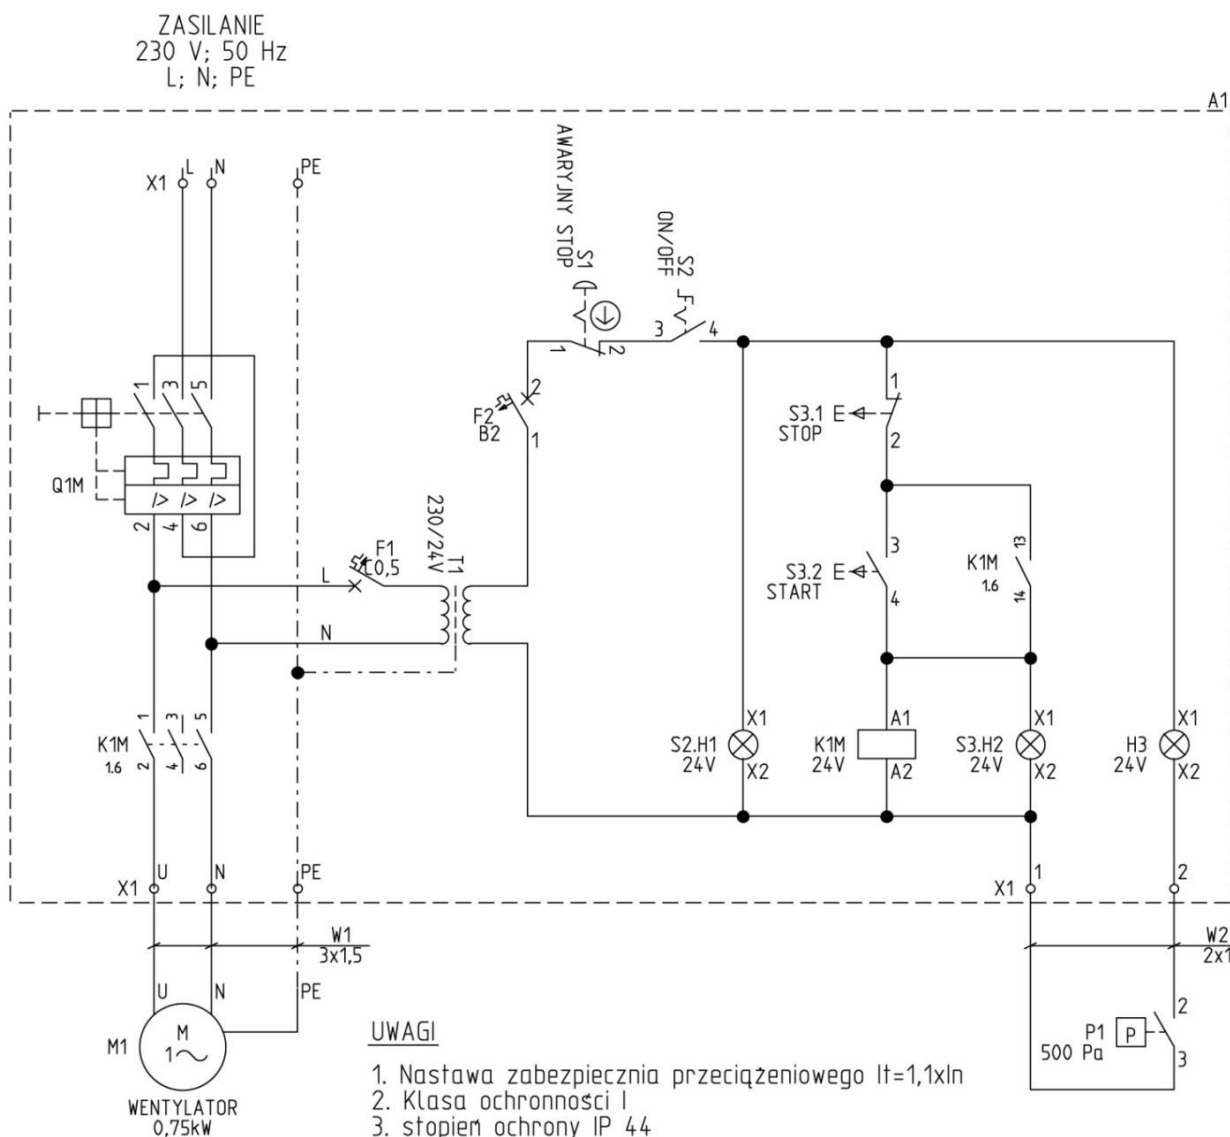 ZASILANIE
230 V; 50 Hz
L; N; PE
A1
X1 L N PE
AWARYJNY STOP
S1
ON/OFF
S2
1 2
3 4
1 3 5
Q1M
I> I> I>
2 4 6
F2
B2
2
1
S3.1
STOP
E
1
2
230/24V
T1
F1
C0,5
L
N
S3.2
START
E
3
4
K1M
1.6
13
14
K1M
1.6
1 3 5
2 4 6
S2.H1
24V
X1
X2
K1M
24V
A1
A2
S3.H2
24V
X1
X2
H3
24V
X1
X2
X1 U N PE
X1 1 2
W1
3x1,5
W2
2x1
U N PE
M1
M
1
WENTYLATOR
0,75kW
P1
500 Pa
P
2
3
UWAGI
1. Nastawa zabezpiecznia przeciążeniowego It=1,1xIn
2. Klasa ochronności I
3. stopień ochrony IP 44